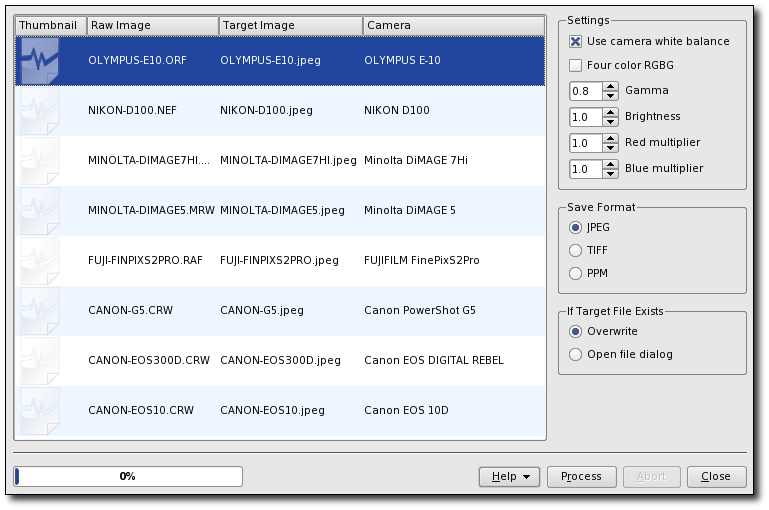 Thumbnail Raw Image Target Image Camera
OLYMPUS-E10.ORF OLYMPUS-E10.jpeg OLYMPUS E-10
NIKON-D100.NEF NIKON-D100.jpeg NIKON D100
MINOLTA-DIMAGE7HI.... MINOLTA-DIMAGE7HI.jpeg Minolta DiMAGE 7Hi
MINOLTA-DIMAGE5.MRW MINOLTA-DIMAGE5.jpeg Minolta DiMAGE 5
FUJI-FINPIXS2PRO.RAF FUJI-FINPIXS2PRO.jpeg FUJIFILM FinePixS2Pro
CANON-G5.CRW CANON-G5.jpeg Canon PowerShot G5
CANON-EOS300D.CRW CANON-EOS300D.jpeg Canon EOS DIGITAL REBEL
CANON-EOS10.CRW CANON-EOS10.jpeg Canon EOS 10D
Settings
Use camera white balance
Four color RGBG
0.8 Gamma
1.0 Brightness
1.0 Red multiplier
1.0 Blue multiplier
Save Format
JPEG
TIFF
PPM
If Target File Exists
Overwrite
Open file dialog
0% Help Process Abort Close